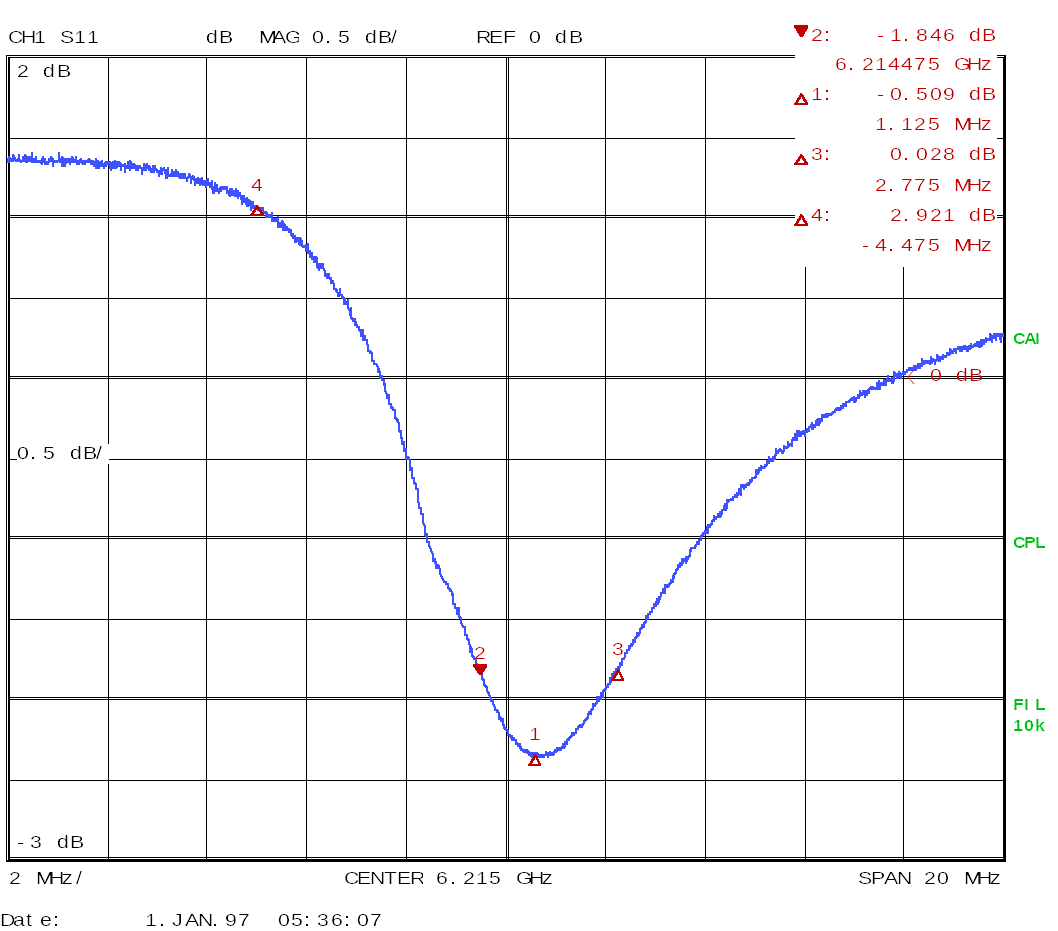 CH1 S11 dB MAG 0.5 dB/ REF 0 dB
2: -1.846 dB
6.214475 GHz
1: -0.509 dB
1.125 MHz
3: 0.028 dB
2.775 MHz
4: 2.921 dB
-4.475 MHz
2 dB
4
CAI
0 dB
0.5 dB/
CPL
2
3
FIL
10k
1
-3 dB
2 MHz/ CENTER 6.215 GHz SPAN 20 MHz
Date: 1.JAN.97 05:36:07